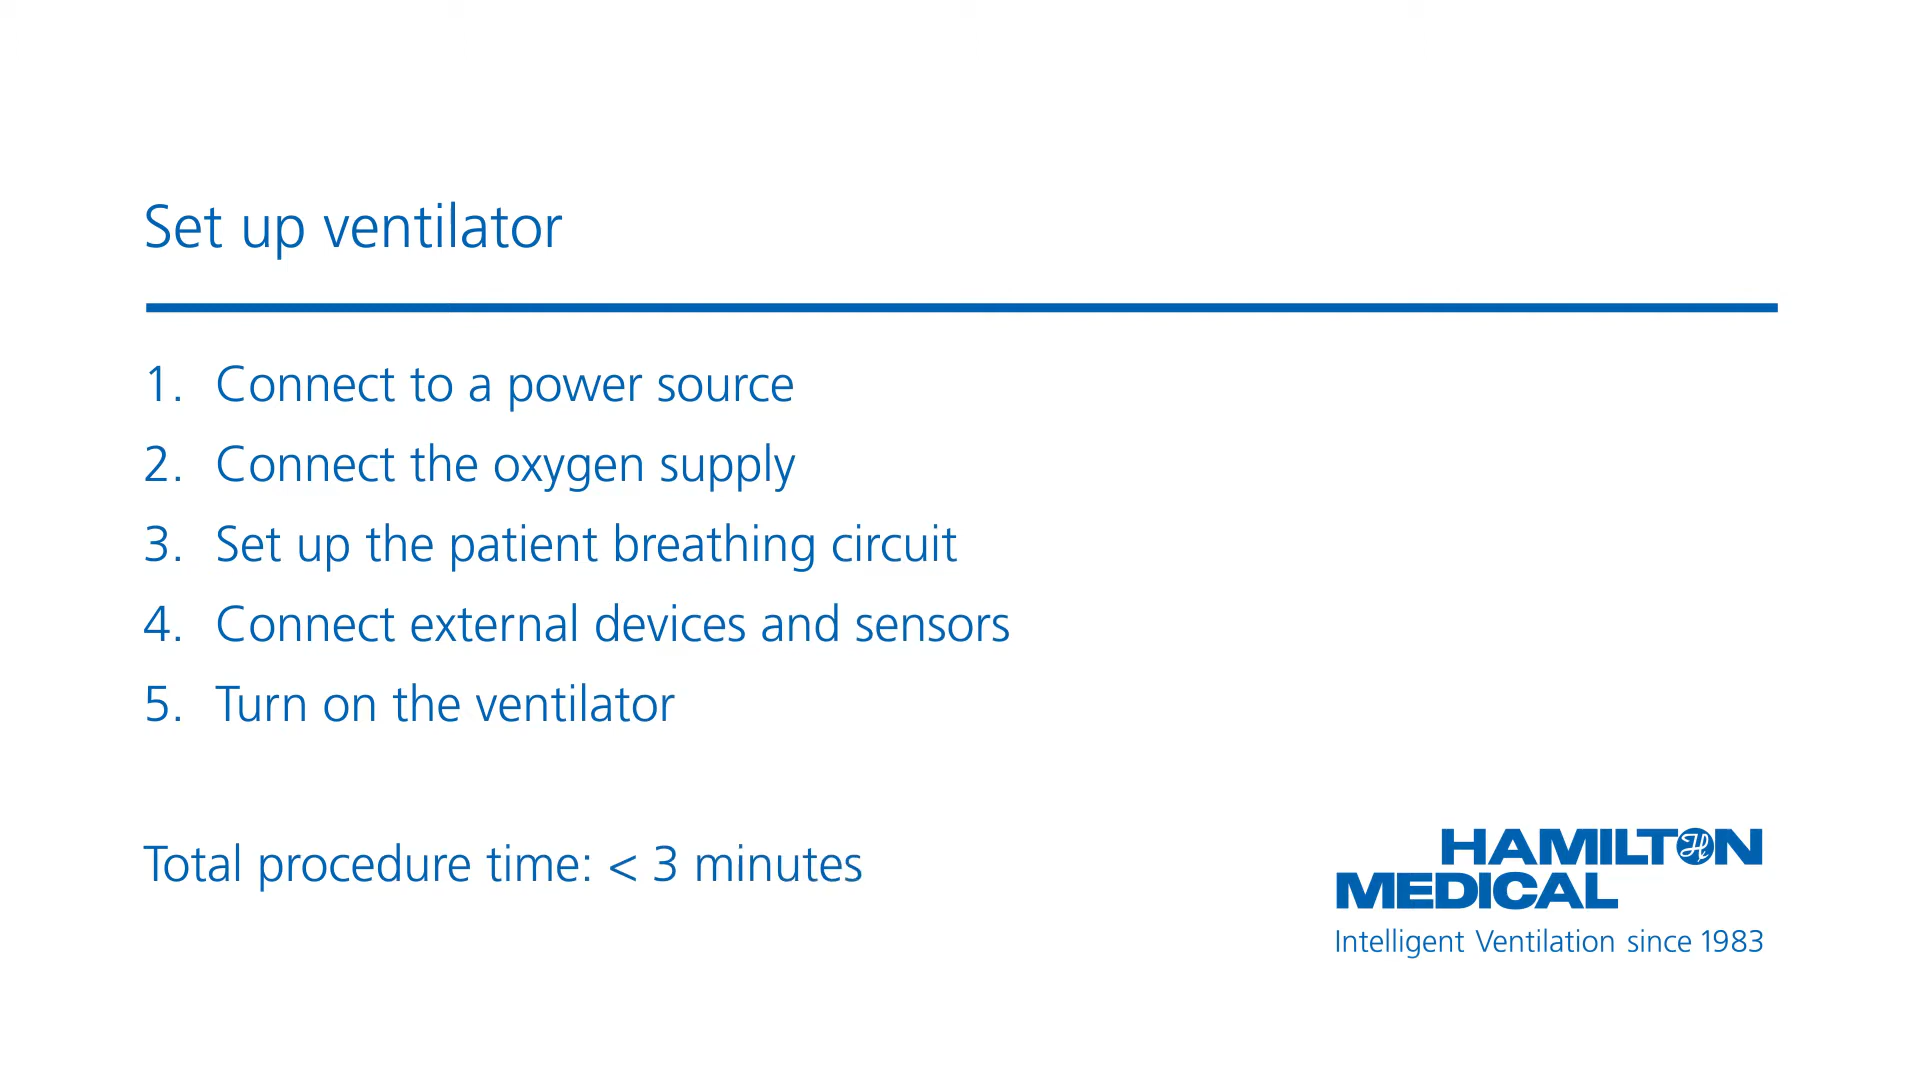 Set up ventilator
1. Connect to a power source
2. Connect the oxygen supply
3. Set up the patient breathing circuit
4. Connect external devices and sensors
5. Turn on the ventilator
Total procedure time: < 3 minutes
HAMILTON
MEDICAL
Intelligent Ventilation since 1983